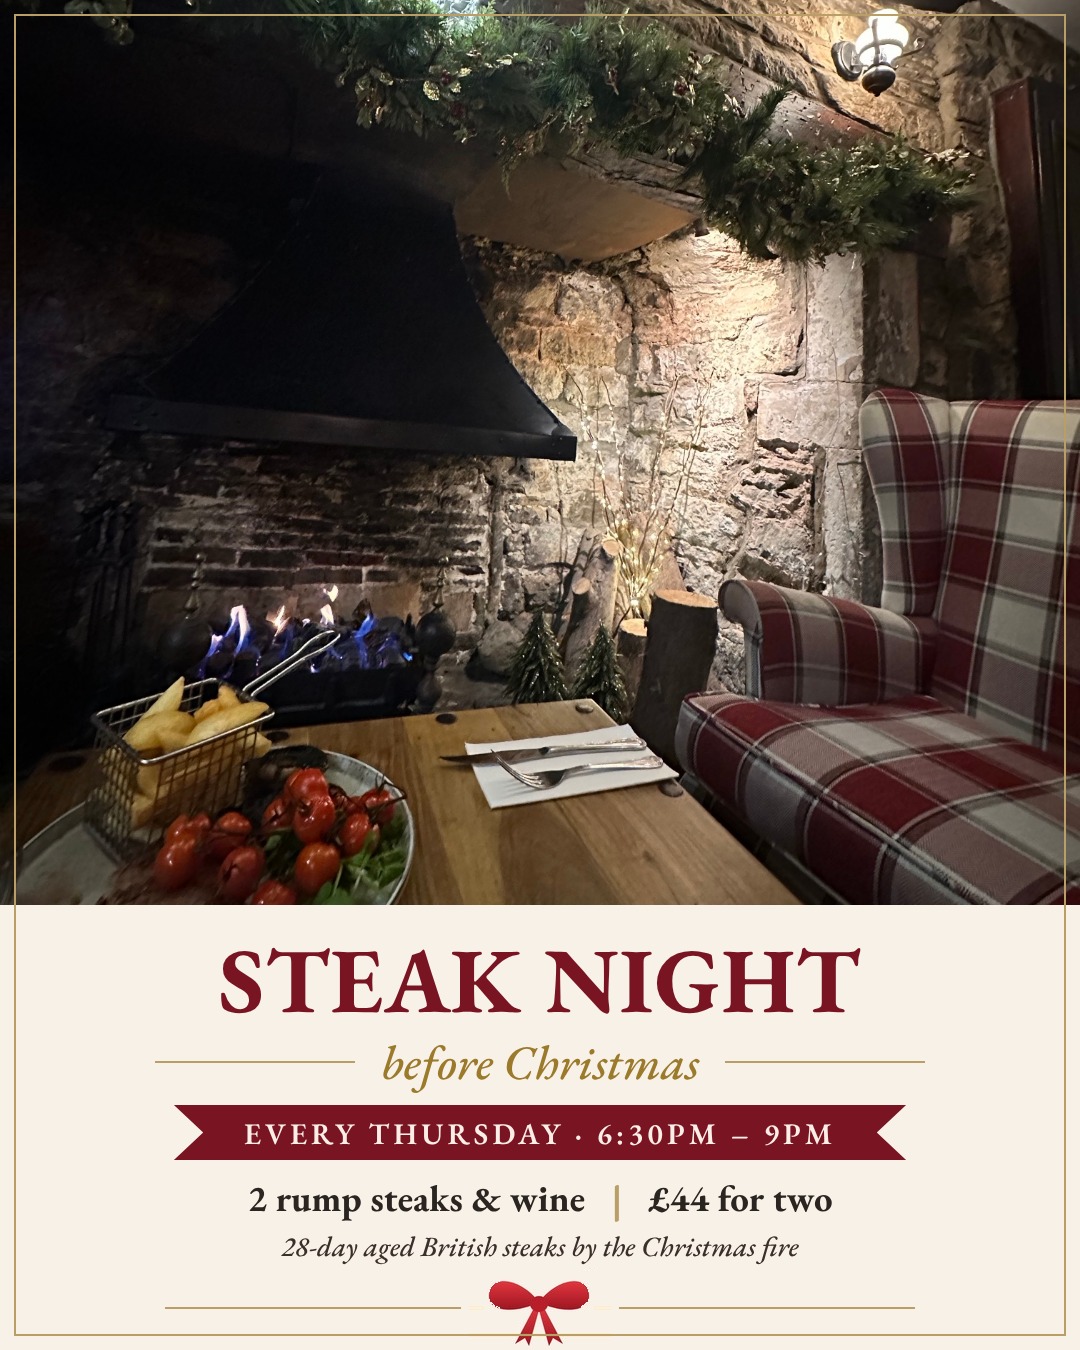 STEAK NIGHT
before Christmas
EVERY THURSDAY · 6:30PM – 9PM
2 rump steaks & wine | £44 for two
28-day aged British steaks by the Christmas fire